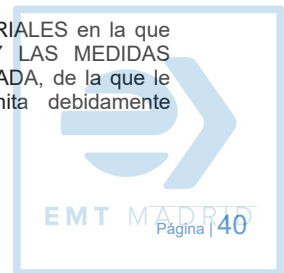 RIALES en la que
Y LAS MEDIDAS
ADA, de la que le
nita debidamente
EMT MADRID
Página | 40